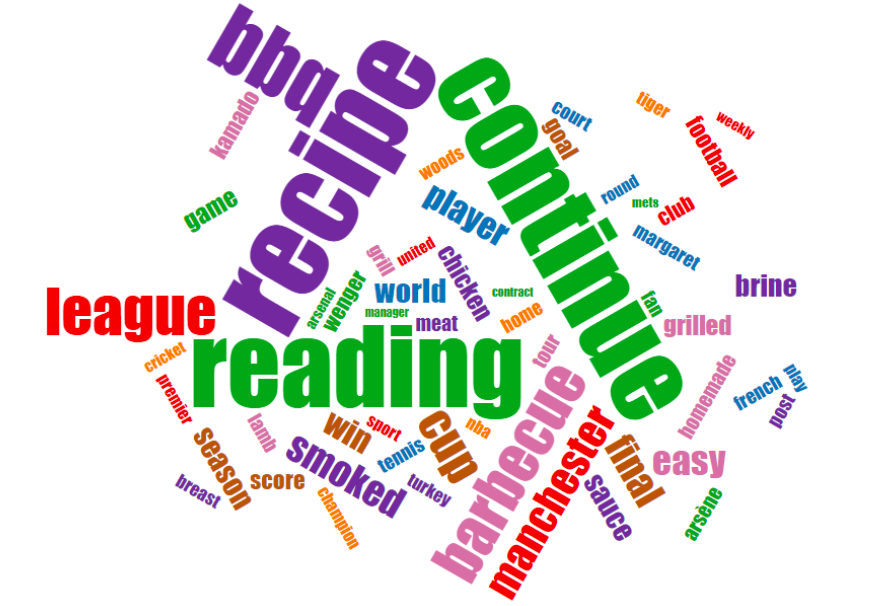 bbq
recipe
continue
kamado
game
woods
player
court
goal
tiger
weekly
football
round
mets
club
margaret
grill
united
chicken
league
arsenal
wenger
world
manager
meat
contract
home
fan
grilled
brine
reading
cricket
premier
tour
barbecue
homemade
french
play
post
lamb
win
sport
nba
cup
manchester
season
score
smoked
tennis
fimal
easy
breast
champion
turkey
sauce
arsène